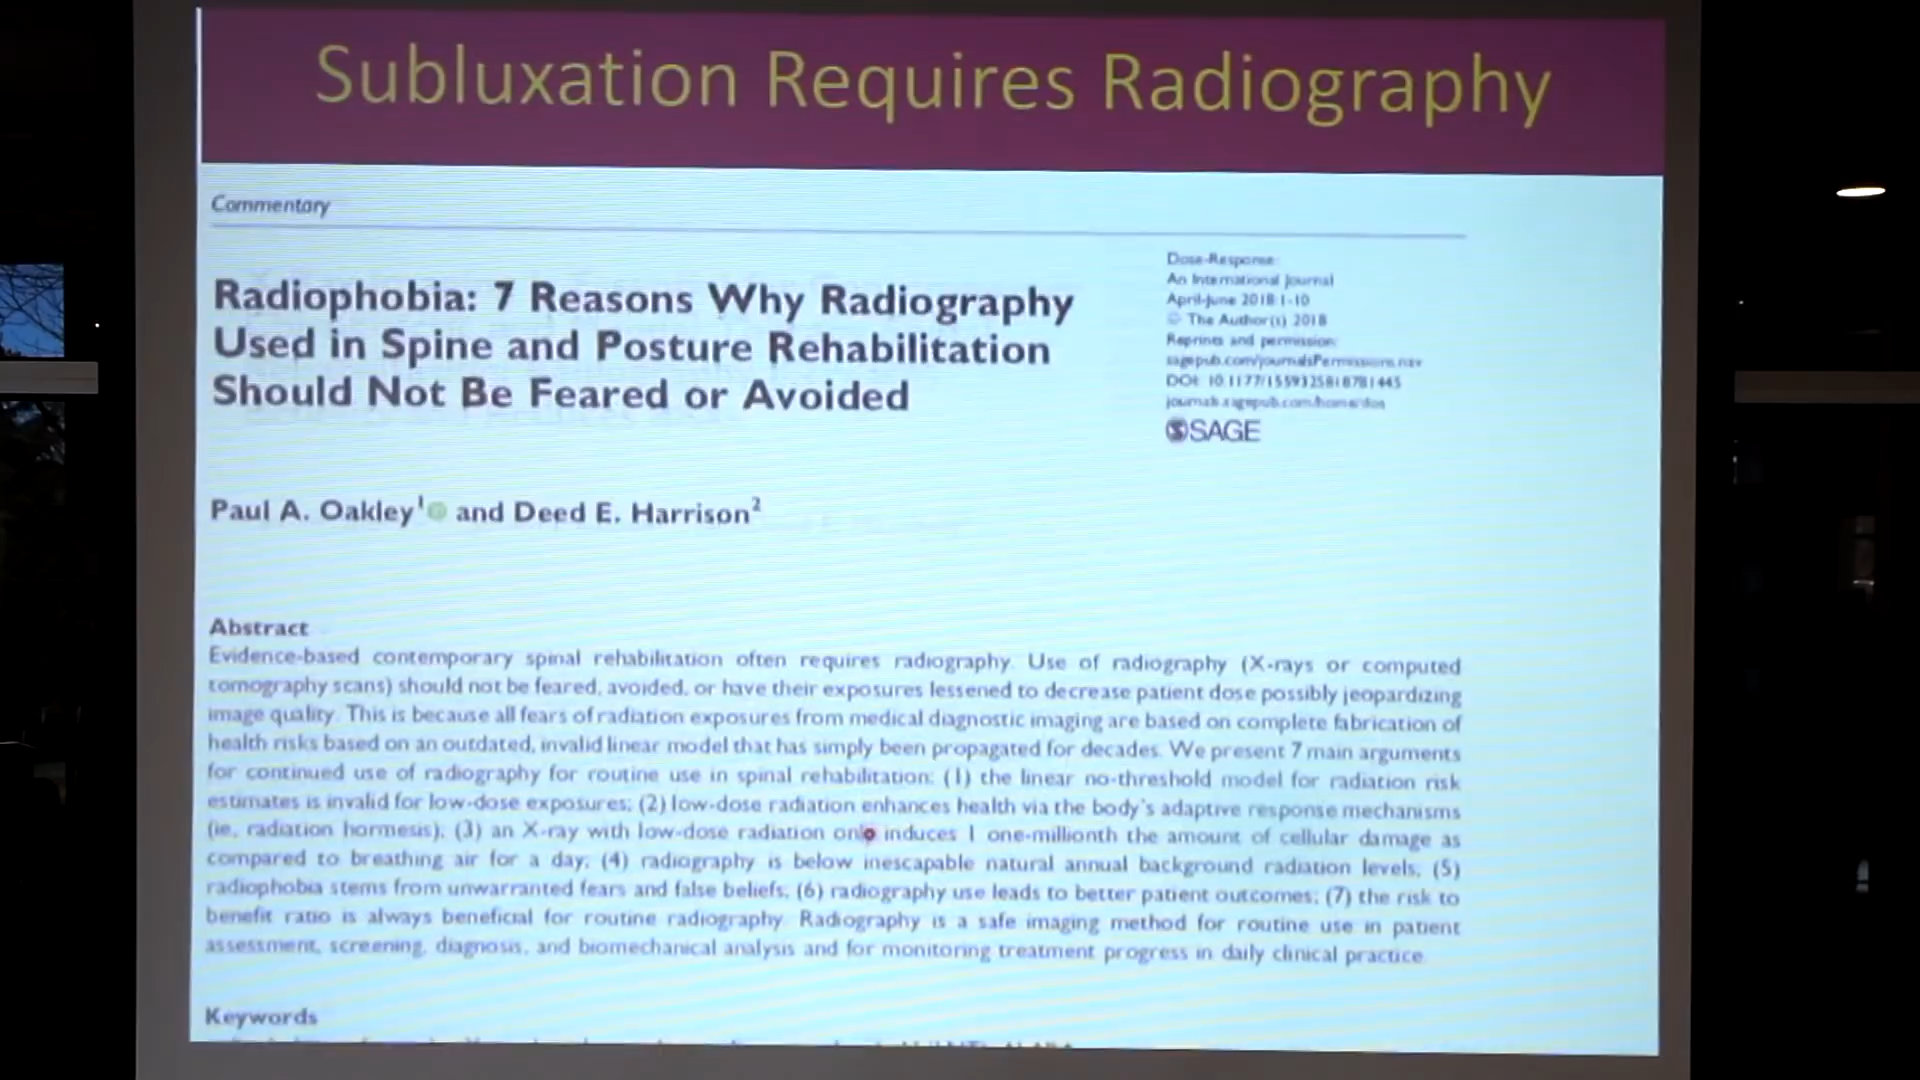 Subluxation Requires Radiography
Commentary
Radiophobia: 7 Reasons Why Radiography
Used in Spine and Posture Rehabilitation
Should Not Be Feared or Avoided
Dose-Response:
An International Journal
April-June 2018:1-10
© The Author(s) 2018
Reprints and permission:
sagepub.com/journalsPermissions.nav
DOI: 10.1177/1559325818781445
journals.sagepub.com/home/dos
SAGE
Paul A. Oakley1 and Deed E. Harrison2
Abstract
Evidence-based contemporary spinal rehabilitation often requires radiography. Use of radiography (X-rays or computed
tomography scans) should not be feared, avoided, or have their exposures lessened to decrease patient dose possibly jeopardizing
image quality. This is because all fears of radiation exposures from medical diagnostic imaging are based on complete fabrication of
health risks based on an outdated, invalid linear model that has simply been propagated for decades. We present 7 main arguments
for continued use of radiography for routine use in spinal rehabilitation: (1) the linear no-threshold model for radiation risk
estimates is invalid for low-dose exposures; (2) low-dose radiation enhances health via the body's adaptive response mechanisms
(ie, radiation hormesis); (3) an X-ray with low-dose radiation only induces 1 one-millionth the amount of cellular damage as
compared to breathing air for a day; (4) radiography is below inescapable natural annual background radiation levels; (5)
radiophobia stems from unwarranted fears and false beliefs; (6) radiography use leads to better patient outcomes; (7) the risk to
benefit ratio is always beneficial for routine radiography. Radiography is a safe imaging method for routine use in patient
assessment, screening, diagnosis, and biomechanical analysis and for monitoring treatment progress in daily clinical practice.
Keywords